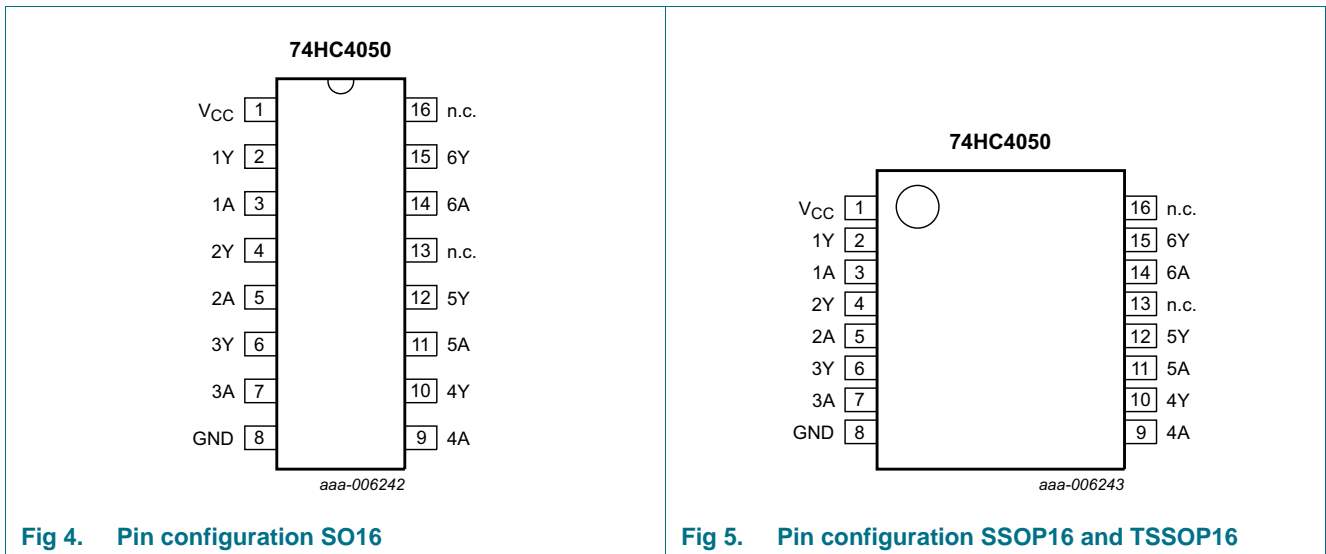 74HC4050
VCC 1 16 n.c.
1Y 2 15 6Y
1A 3 14 6A
2Y 4 13 n.c.
2A 5 12 5Y
3Y 6 11 5A
3A 7 10 4Y
GND 8 9 4A
aaa-006242
Fig 4. Pin configuration SO16
74HC4050
VCC 1 16 n.c.
1Y 2 15 6Y
1A 3 14 6A
2Y 4 13 n.c.
2A 5 12 5Y
3Y 6 11 5A
3A 7 10 4Y
GND 8 9 4A
aaa-006243
Fig 5. Pin configuration SSOP16 and TSSOP16